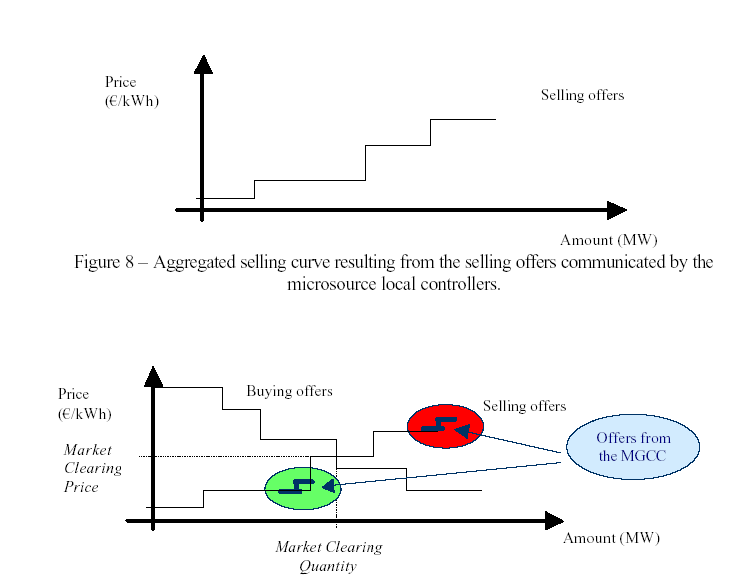 Price
(€/kWh)
Selling offers
Amount (MW)
Figure 8 – Aggregated selling curve resulting from the selling offers communicated by the
microsource local controllers.
Price
(€/kWh)
Buying offers
Selling offers
Offers from
the MGCC
Market
Clearing
Price
Amount (MW)
Market Clearing
Quantity